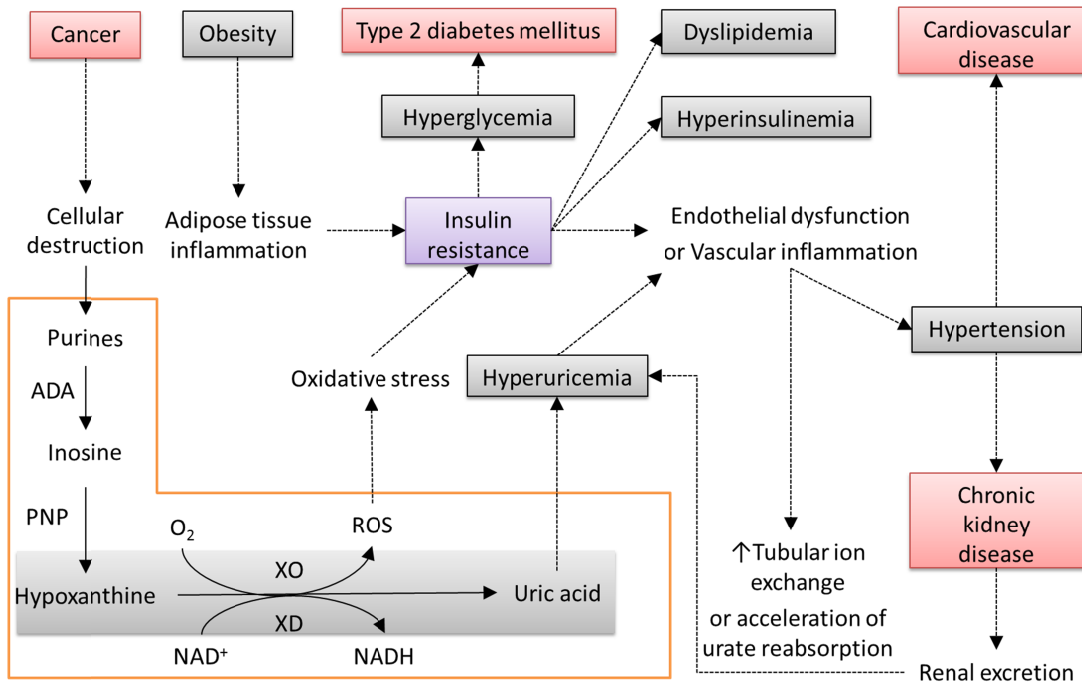 Cancer
Obesity
Type 2 diabetes mellitus
Dyslipidemia
Cardiovascular
disease
Hyperglycemia
Hyperinsulinemia
Cellular
destruction
Adipose tissue
inflammation
Insulin
resistance
Endothelial dysfunction
or Vascular inflammation
Purines
Hypertension
ADA
Oxidative stress
Hyperuricemia
Inosine
PNP
O₂
ROS
Chronic
kidney
disease
↑Tubular ion
exchange
or acceleration of
urate reabsorption
Hypoxanthine
XO
XD
Uric acid
NAD⁺
NADH
Renal excretion